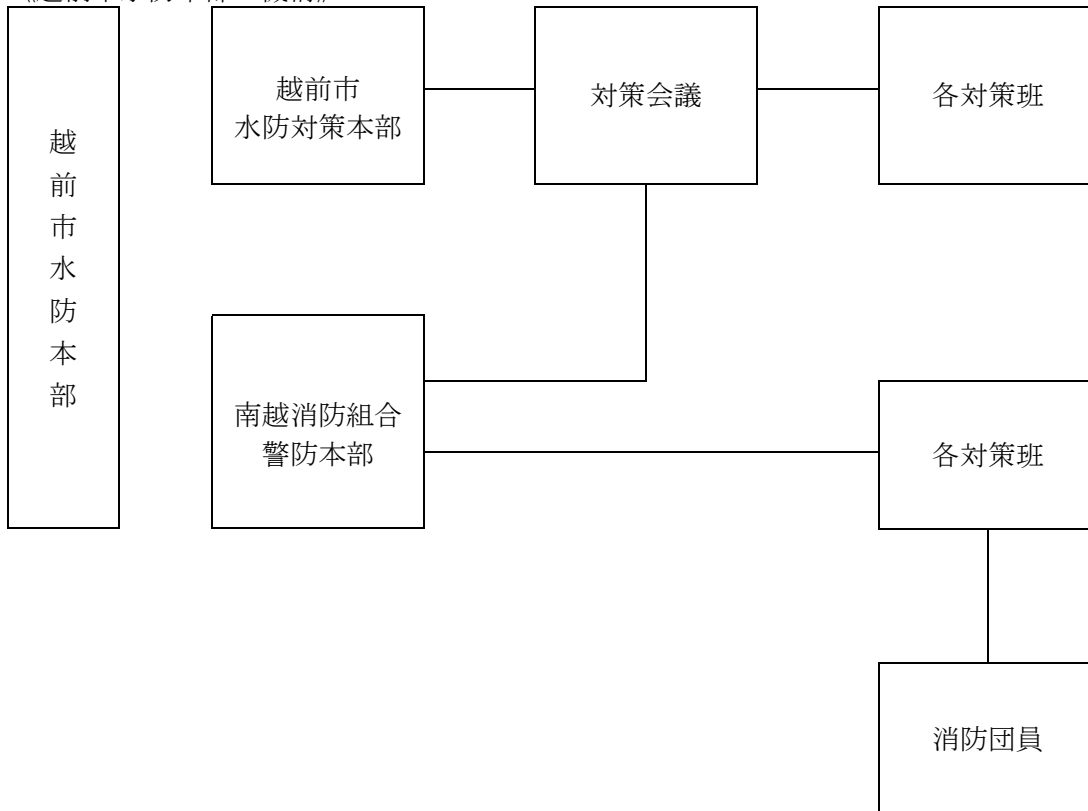 越前市水防本部
越前市
水防対策本部
対策会議
各対策班
南越消防組合
警防本部
各対策班
消防団員